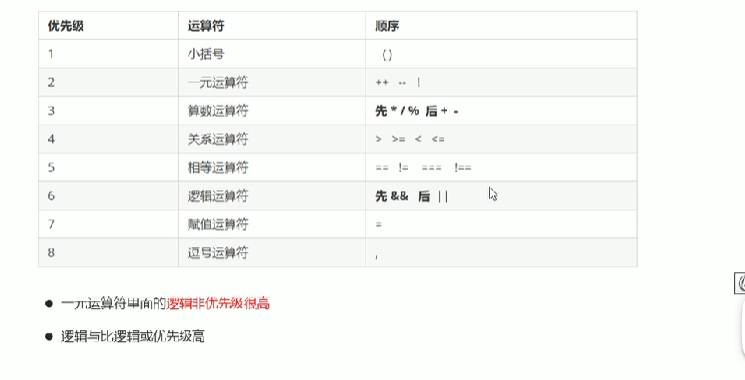 优先级 运算符 顺序
1 小括号 ()
2 一元运算符 ++ -- !
3 算数运算符 先 * / % 后 + -
4 关系运算符 > >= < <=
5 相等运算符 == != === !==
6 逻辑运算符 先 && 后 ||
7 赋值运算符 =
8 逗号运算符 ,
● 一元运算符里面的逻辑非优先级很高
● 逻辑与比逻辑或优先级高